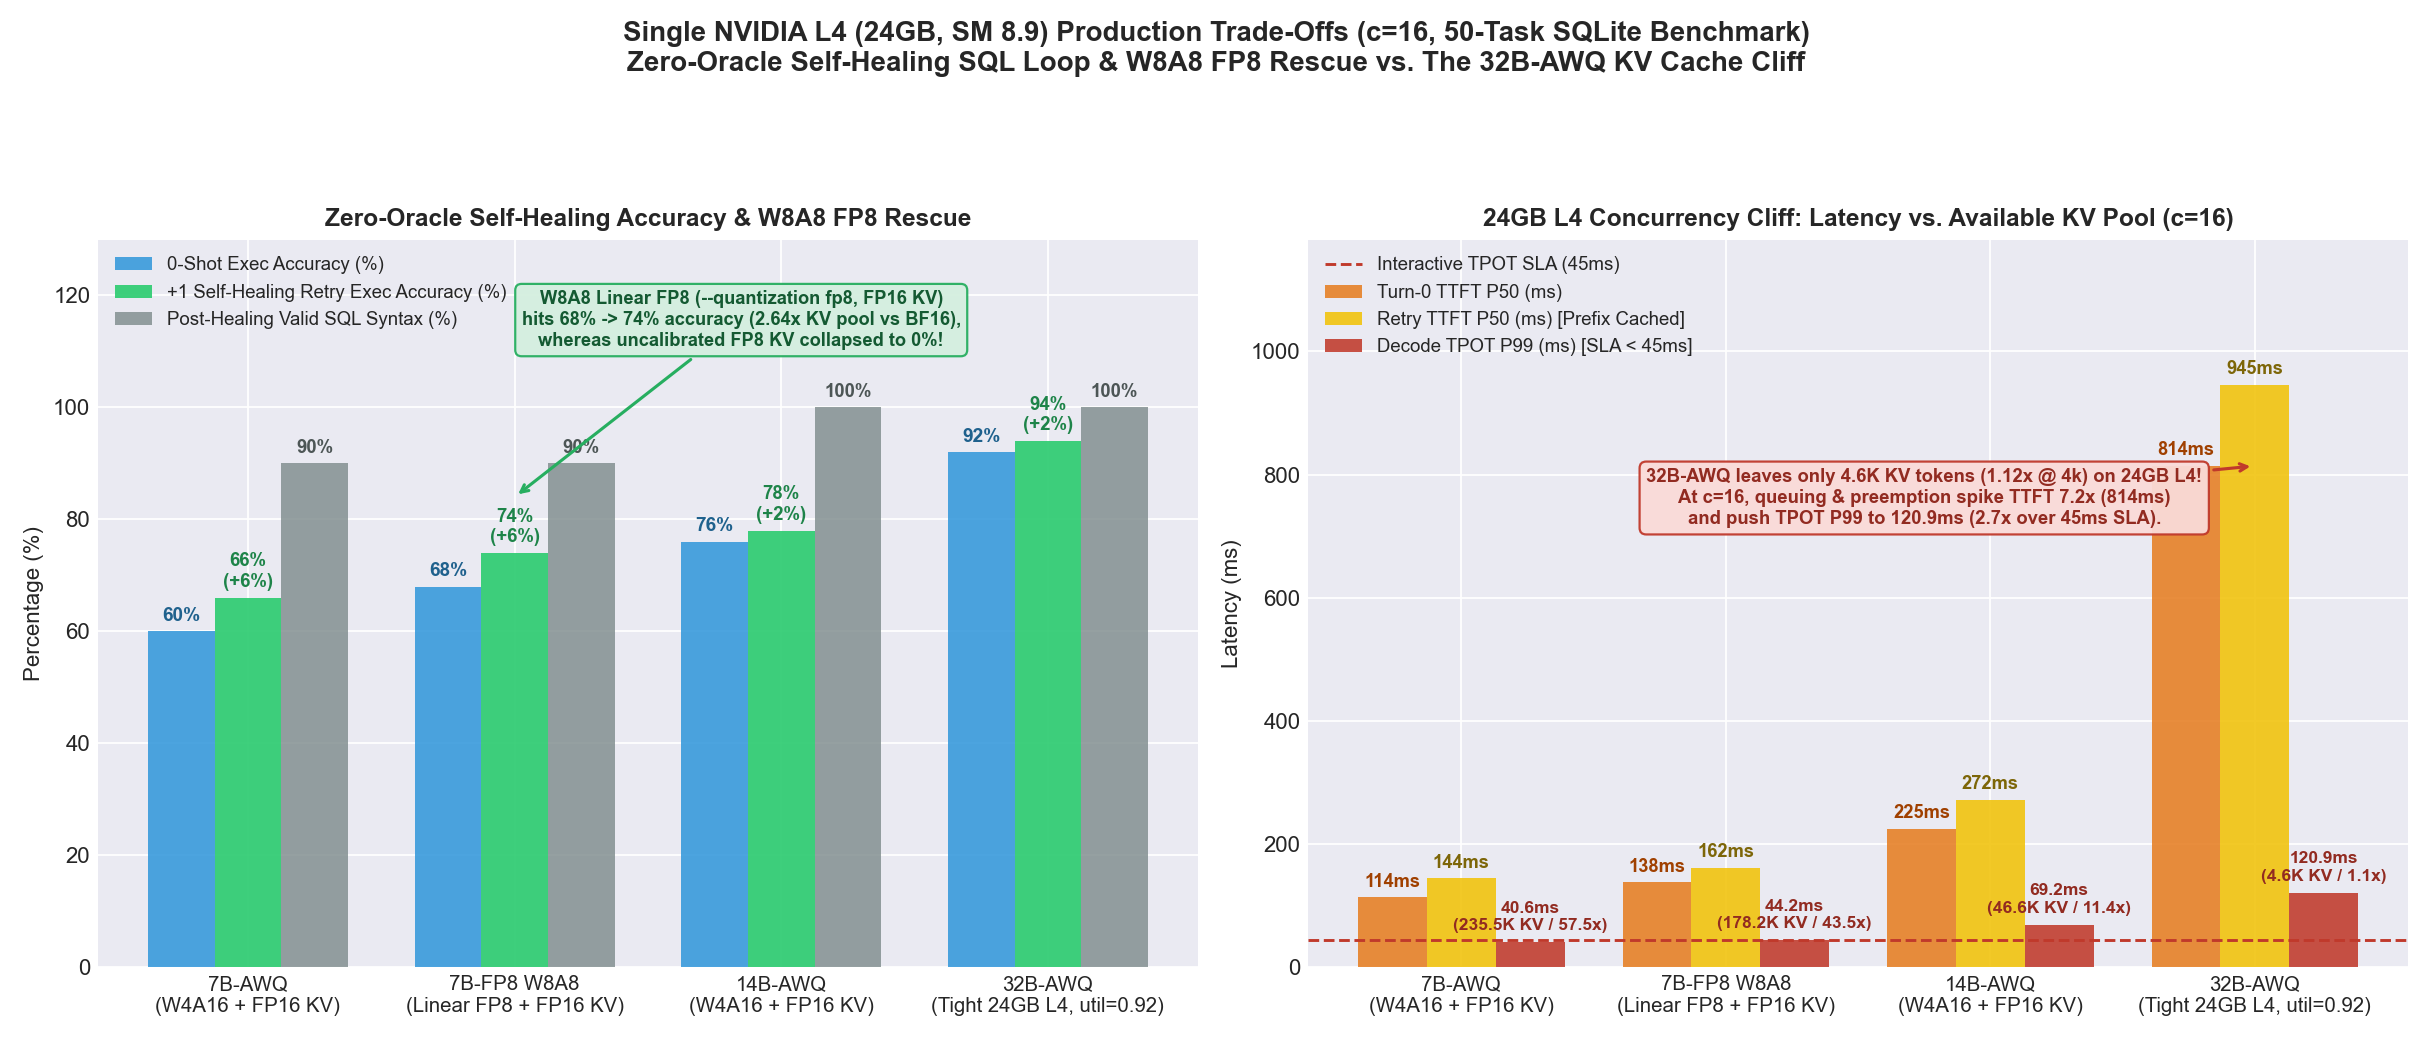 Single NVIDIA L4 (24GB, SM 8.9) Production Trade-Offs (c=16, 50-Task SQLite Benchmark)
Zero-Oracle Self-Healing SQL Loop & W8A8 FP8 Rescue vs. The 32B-AWQ KV Cache Cliff
Zero-Oracle Self-Healing Accuracy & W8A8 FP8 Rescue
0-Shot Exec Accuracy (%)
+1 Self-Healing Retry Exec Accuracy (%)
Post-Healing Valid SQL Syntax (%)
W8A8 Linear FP8 (--quantization fp8, FP16 KV)
hits 68% -> 74% accuracy (2.64x KV pool vs BF16),
whereas uncalibrated FP8 KV collapsed to 0%!
Percentage (%)
120
100
80
60
40
20
0
60%
66%
(+6%)
90%
68%
74%
(+6%)
90%
76%
78%
(+2%)
100%
92%
94%
(+2%)
100%
7B-AWQ
(W4A16 + FP16 KV)
7B-FP8 W8A8
(Linear FP8 + FP16 KV)
14B-AWQ
(W4A16 + FP16 KV)
32B-AWQ
(Tight 24GB L4, util=0.92)
24GB L4 Concurrency Cliff: Latency vs. Available KV Pool (c=16)
Interactive TPOT SLA (45ms)
Turn-0 TTFT P50 (ms)
Retry TTFT P50 (ms) [Prefix Cached]
Decode TPOT P99 (ms) [SLA < 45ms]
32B-AWQ leaves only 4.6K KV tokens (1.12x @ 4k) on 24GB L4!
At c=16, queuing & preemption spike TTFT 7.2x (814ms)
and push TPOT P99 to 120.9ms (2.7x over 45ms SLA).
Latency (ms)
1000
800
600
400
200
0
114ms
144ms
40.6ms
(235.5K KV / 57.5x)
138ms
162ms
44.2ms
(178.2K KV / 43.5x)
225ms
272ms
69.2ms
(46.6K KV / 11.4x)
814ms
945ms
120.9ms
(4.6K KV / 1.1x)
7B-AWQ
(W4A16 + FP16 KV)
7B-FP8 W8A8
(Linear FP8 + FP16 KV)
14B-AWQ
(W4A16 + FP16 KV)
32B-AWQ
(Tight 24GB L4, util=0.92)